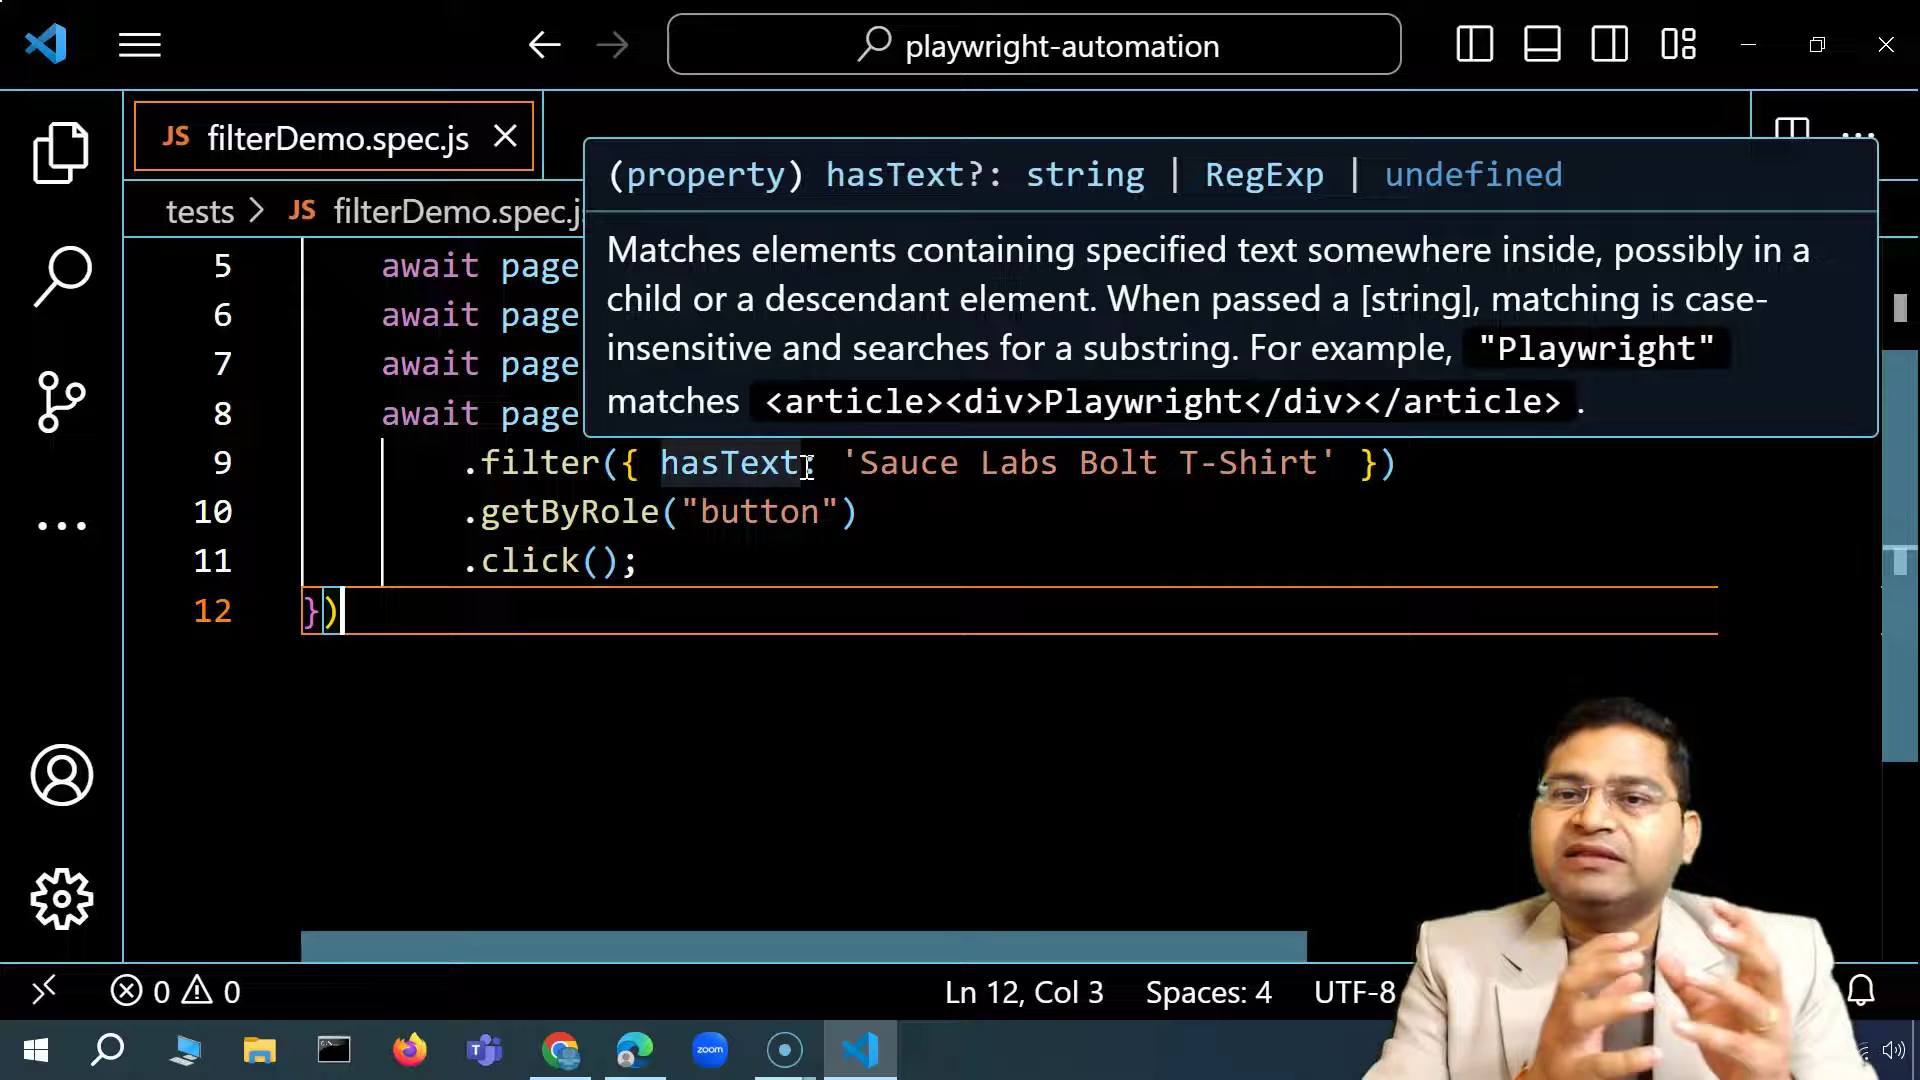 playwright-automation
JS filterDemo.spec.js
tests > JS filterDemo.spec.j
(property) hasText?: string | RegExp | undefined
Matches elements containing specified text somewhere inside, possibly in a
child or a descendant element. When passed a [string], matching is case-
insensitive and searches for a substring. For example, "Playwright"
matches <article><div>Playwright</div></article> .
5 await page
6 await page
7 await page
8 await page
9 .filter({ hasText: 'Sauce Labs Bolt T-Shirt' })
10 .getByRole("button")
11 .click();
12 })
0 0 Ln 12, Col 3 Spaces: 4 UTF-8
zoom